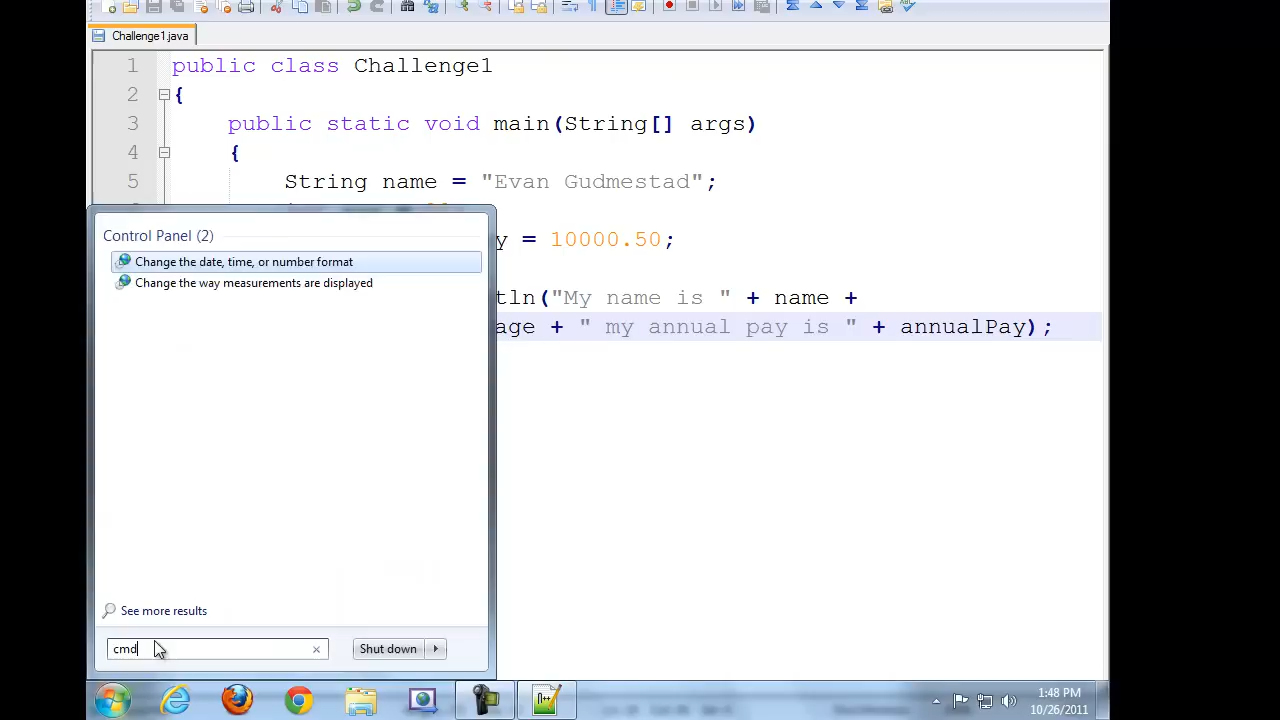 Challenge1.java
1 public class Challenge1
2 {
3 public static void main(String[] args)
4 {
5 String name = "Evan Gudmestad";
y = 10000.50;
tln("My name is " + name +
age + " my annual pay is " + annualPay);
Control Panel (2)
Change the date, time, or number format
Change the way measurements are displayed
See more results
cmd
Shut down
1:48 PM
10/26/2011